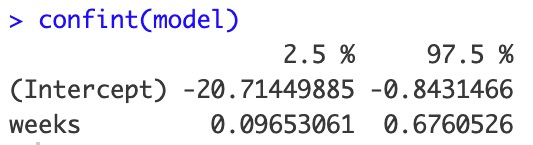 > confint(model)
2.5 % 97.5 %
(Intercept) -20.71449885 -0.8431466
weeks 0.09653061 0.6760526